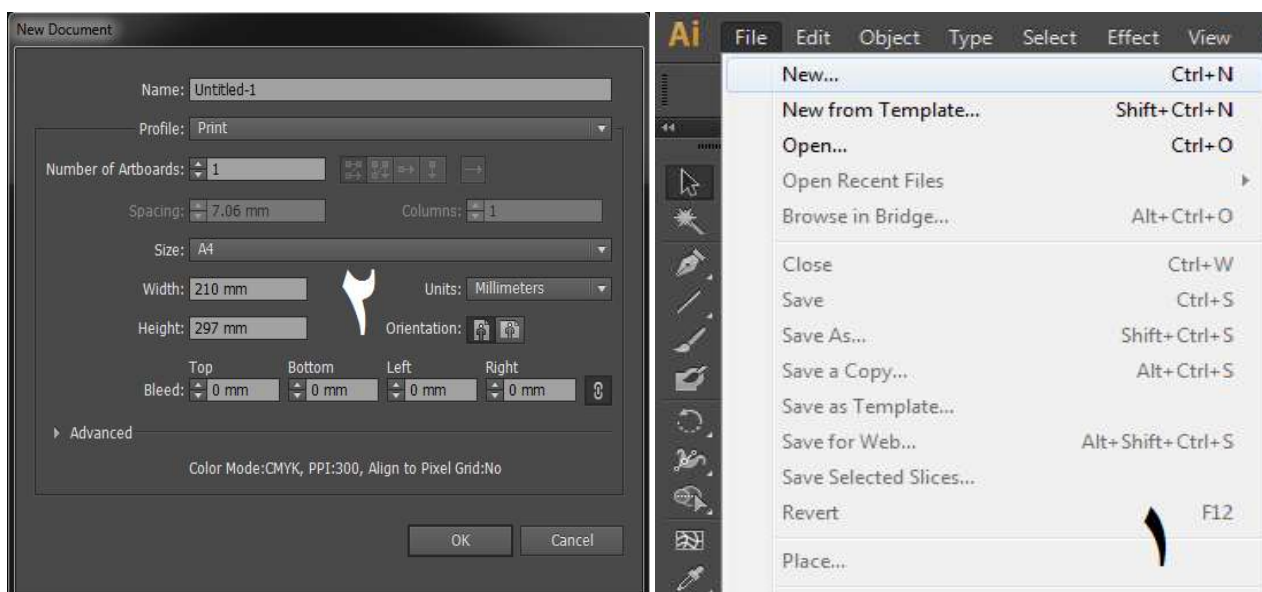 New Document
Name: Untitled-1
Profile: Print
Number of Artboards: 1
Spacing: 7.06 mm Columns: 1
Size: A4
Width: 210 mm Units: Millimeters
Height: 297 mm Orientation:
Top Bottom Left Right
Bleed: 0 mm 0 mm 0 mm 0 mm
Advanced
Color Mode:CMYK, PPI:300, Align to Pixel Grid:No
OK Cancel
٢
Ai File Edit Object Type Select Effect View
New... Ctrl+N
New from Template... Shift+Ctrl+N
Open... Ctrl+O
Open Recent Files
Browse in Bridge... Alt+Ctrl+O
Close Ctrl+W
Save Ctrl+S
Save As... Shift+Ctrl+S
Save a Copy... Alt+Ctrl+S
Save as Template...
Save for Web... Alt+Shift+Ctrl+S
Save Selected Slices...
Revert F12
Place...
١